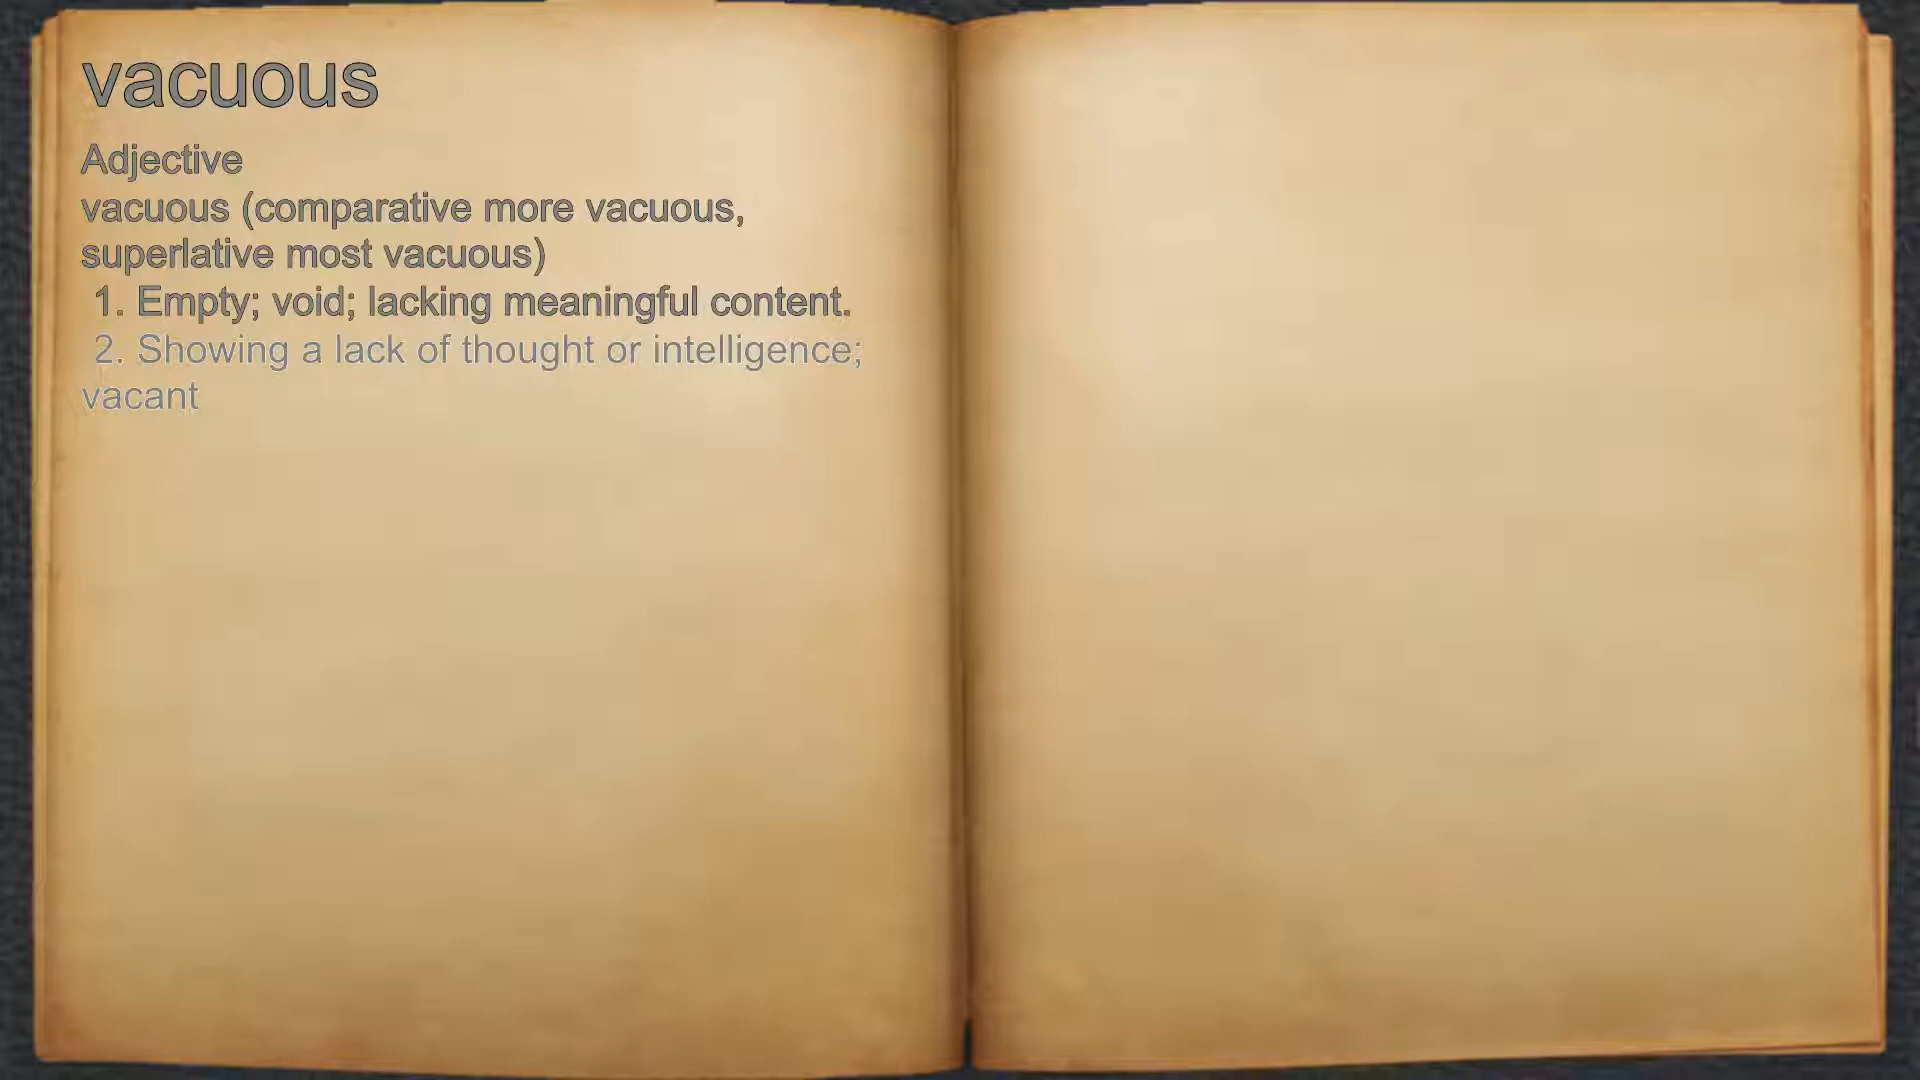 vacuous
Adjective
vacuous (comparative more vacuous,
superlative most vacuous)
1. Empty; void; lacking meaningful content.
2. Showing a lack of thought or intelligence;
vacant